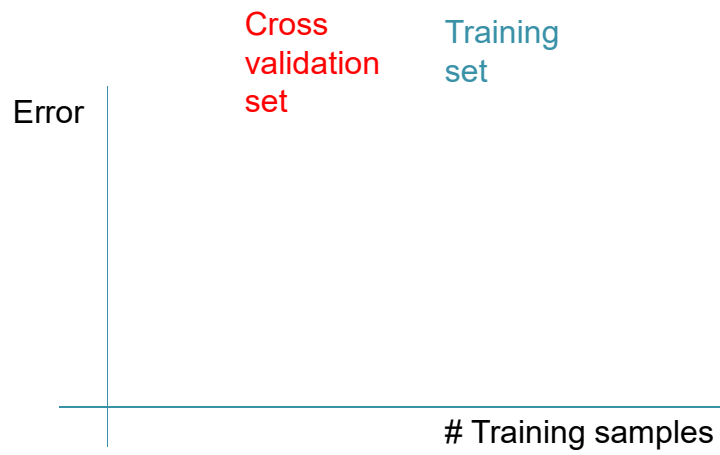 Cross
validation
set
Training
set
Error
# Training samples